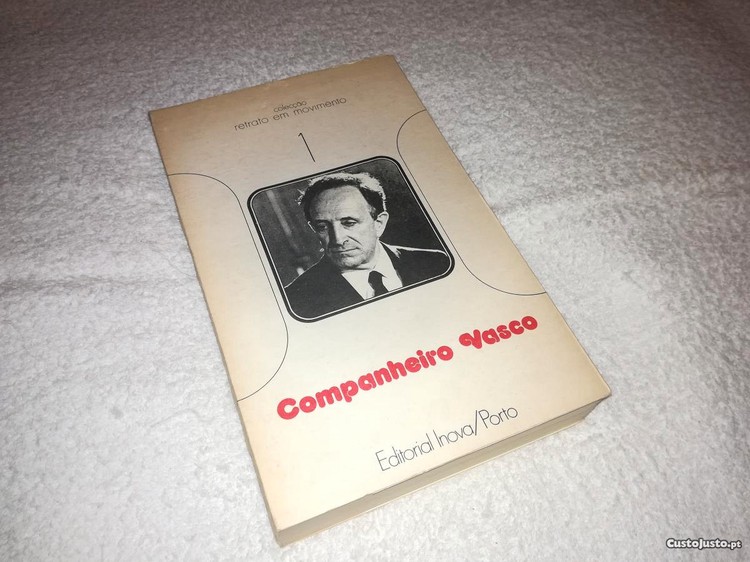 colecção
retrato em movimento
1
Companheiro Vasco
Editorial Inova/Porto
CustoJusto.pt